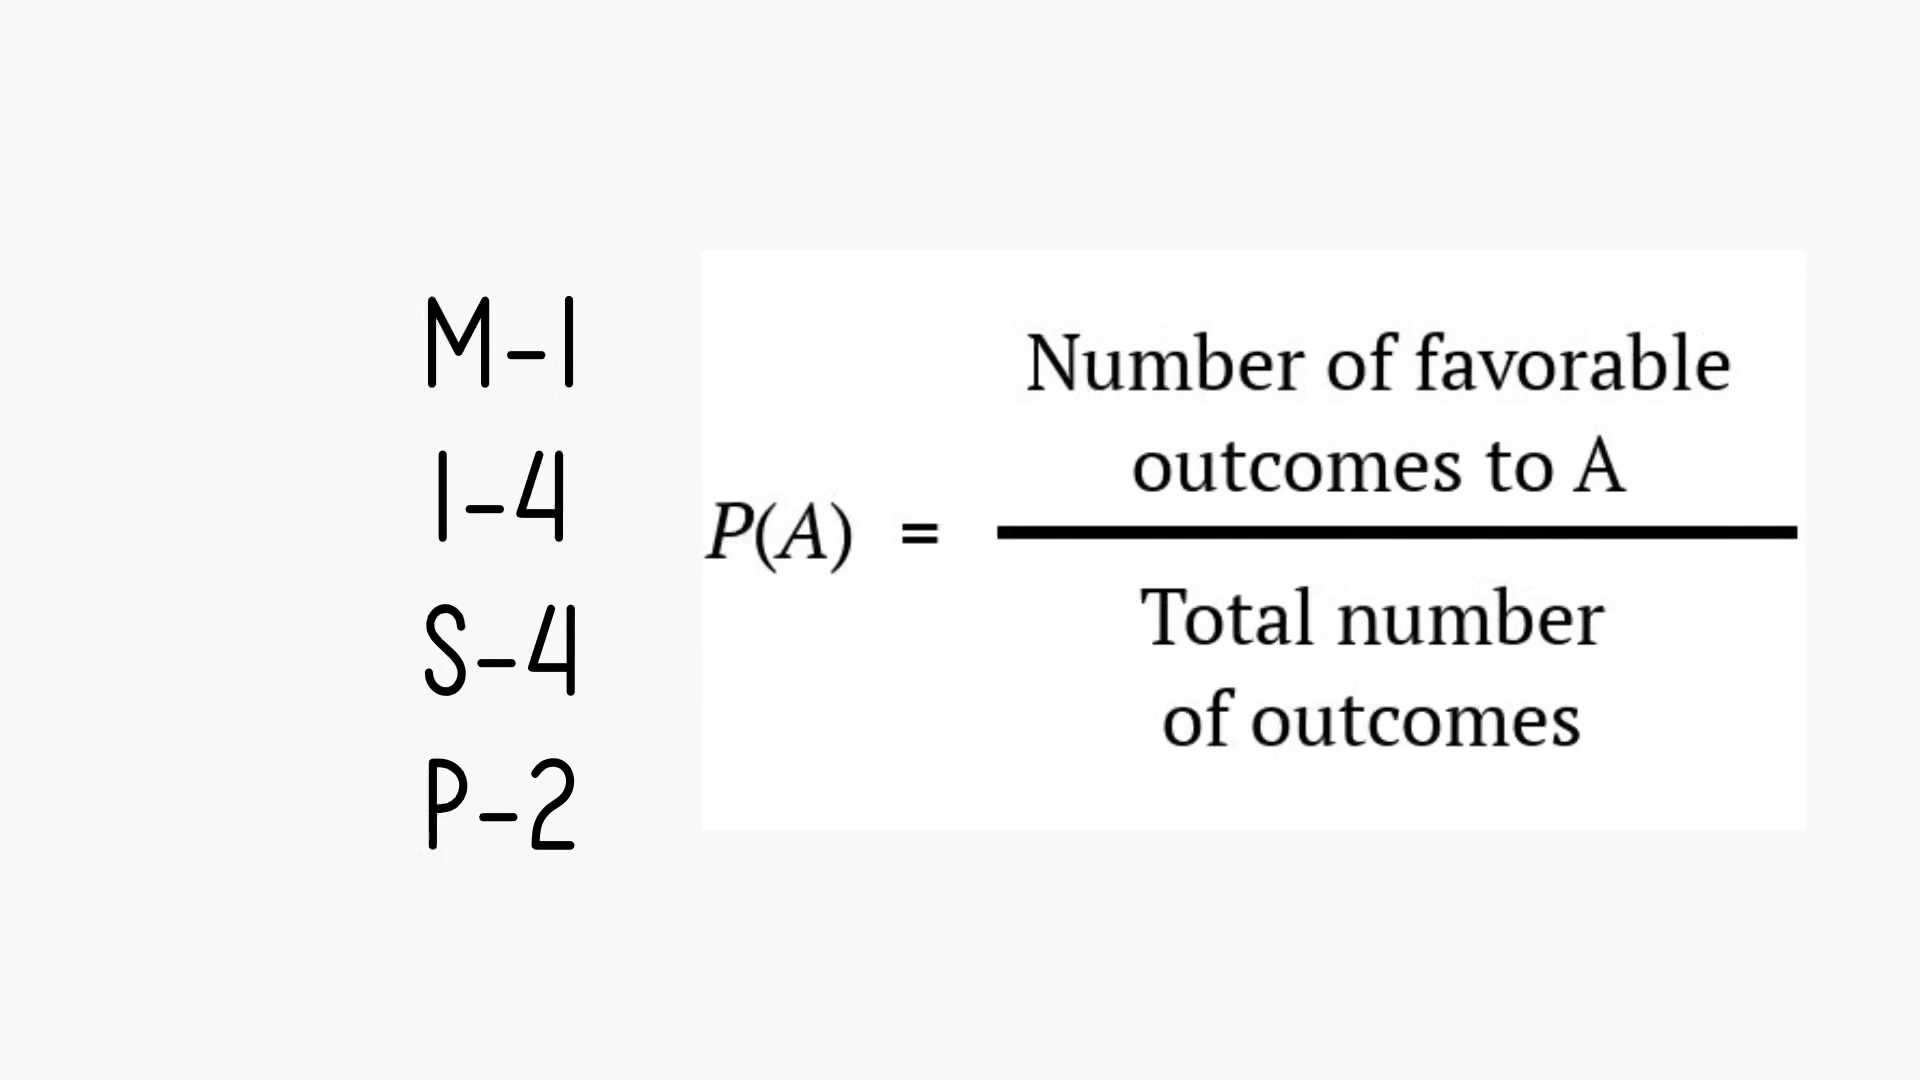 M-1
I-4
S-4
P-2
Number of favorable
outcomes to A
P(A) =
Total number
of outcomes